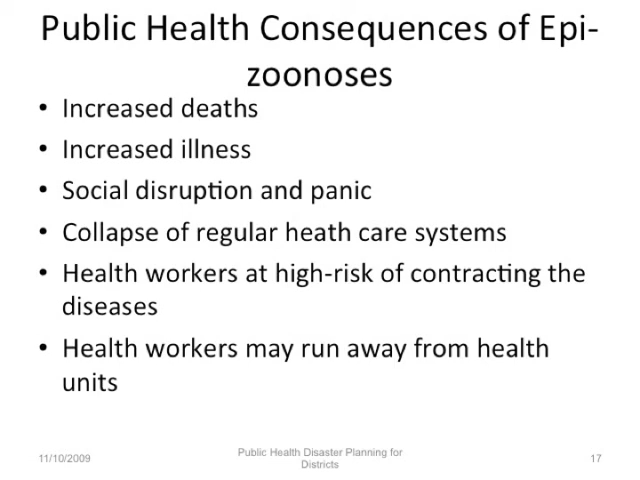 Public Health Consequences of Epi-
zoonoses
• Increased deaths
• Increased illness
• Social disruption and panic
• Collapse of regular heath care systems
• Health workers at high-risk of contracting the
diseases
• Health workers may run away from health
units
11/10/2009
Public Health Disaster Planning for
Districts
17